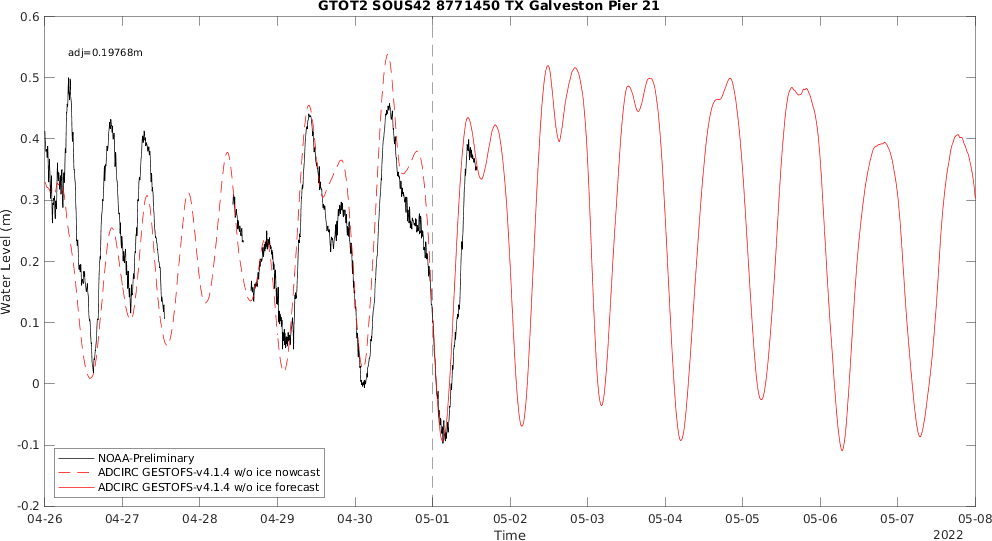 GTOT2 SOUS42 8771450 TX Galveston Pier 21
adj=0.19768m
0.6
0.5
0.4
0.3
0.2
0.1
0
-0.1
-0.2
Water Level (m)
NOAA-Preliminary
ADCIRC GESTOFS-v4.1.4 w/o ice nowcast
ADCIRC GESTOFS-v4.1.4 w/o ice forecast
04-26 04-27 04-28 04-29 04-30 05-01 05-02 05-03 05-04 05-05 05-06 05-07 05-08
Time
2022